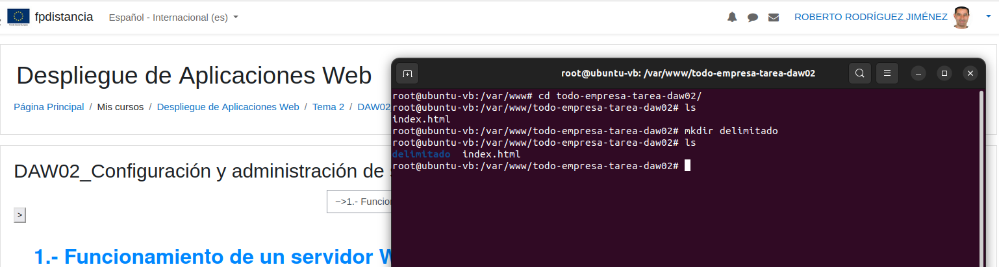 fpdistancia
Español - Internacional (es)
ROBERTO RODRÍGUEZ JIMÉNEZ
Despliegue de Aplicaciones Web
Página Principal / Mis cursos / Despliegue de Aplicaciones Web / Tema 2 / DAW02
DAW02_Configuración y administración de
−>1.- Funcion
>
1.- Funcionamiento de un servidor W
root@ubuntu-vb: /var/www/todo-empresa-tarea-daw02
root@ubuntu-vb:/var/www# cd todo-empresa-tarea-daw02/
root@ubuntu-vb:/var/www/todo-empresa-tarea-daw02# ls
index.html
root@ubuntu-vb:/var/www/todo-empresa-tarea-daw02# mkdir delimitado
root@ubuntu-vb:/var/www/todo-empresa-tarea-daw02# ls
delimitado  index.html
root@ubuntu-vb:/var/www/todo-empresa-tarea-daw02#